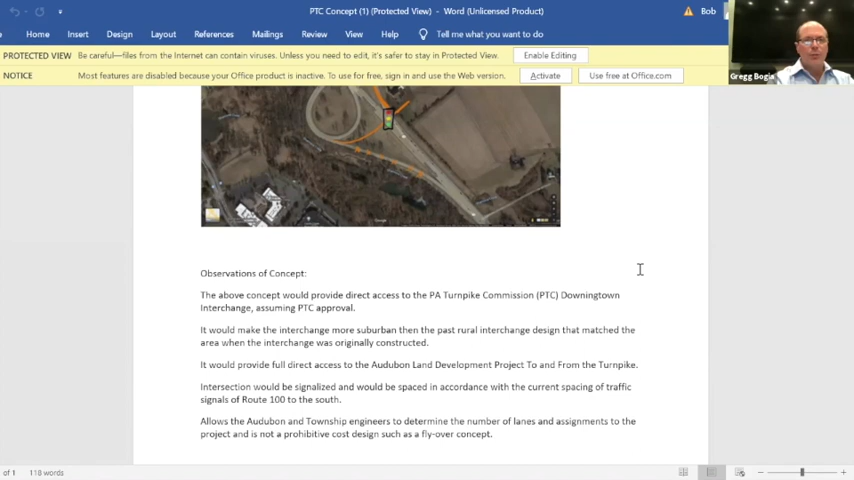 PTC Concept (1) (Protected View) - Word (Unlicensed Product)
Bob
Home Insert Design Layout References Mailings Review View Help Tell me what you want to do
PROTECTED VIEW Be careful—files from the Internet can contain viruses. Unless you need to edit, it's safer to stay in Protected View. Enable Editing
NOTICE Most features are disabled because your Office product is inactive. To use for free, sign in and use the Web version. Activate Use free at Office.com
Gregg Bogia
Observations of Concept:
The above concept would provide direct access to the PA Turnpike Commission (PTC) Downingtown
Interchange, assuming PTC approval.
It would make the interchange more suburban then the past rural interchange design that matched the
area when the interchange was originally constructed.
It would provide full direct access to the Audubon Land Development Project To and From the Turnpike.
Intersection would be signalized and would be spaced in accordance with the current spacing of traffic
signals of Route 100 to the south.
Allows the Audubon and Township engineers to determine the number of lanes and assignments to the
project and is not a prohibitive cost design such as a fly-over concept.
of 1 118 words